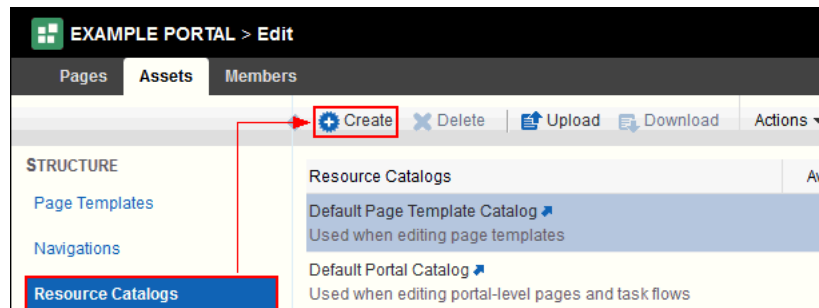 EXAMPLE PORTAL > Edit
Pages Assets Members
Create Delete Upload Download Actions
STRUCTURE
Resource Catalogs
Page Templates
Default Page Template Catalog
Used when editing page templates
Navigations
Default Portal Catalog
Resource Catalogs
Used when editing portal-level pages and task flows